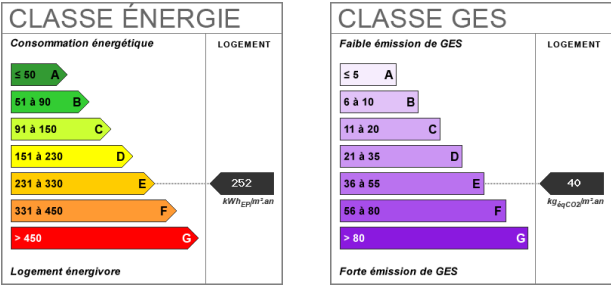 CLASSE ÉNERGIE
Consommation énergétique
LOGEMENT
≤ 50 A
51 à 90 B
91 à 150 C
151 à 230 D
231 à 330 E
252
kWhEP/m².an
331 à 450 F
> 450 G
Logement énergivore
CLASSE GES
Faible émission de GES
LOGEMENT
≤ 5 A
6 à 10 B
11 à 20 C
21 à 35 D
36 à 55 E
40
kgéqCO2/m².an
56 à 80 F
> 80 G
Forte émission de GES